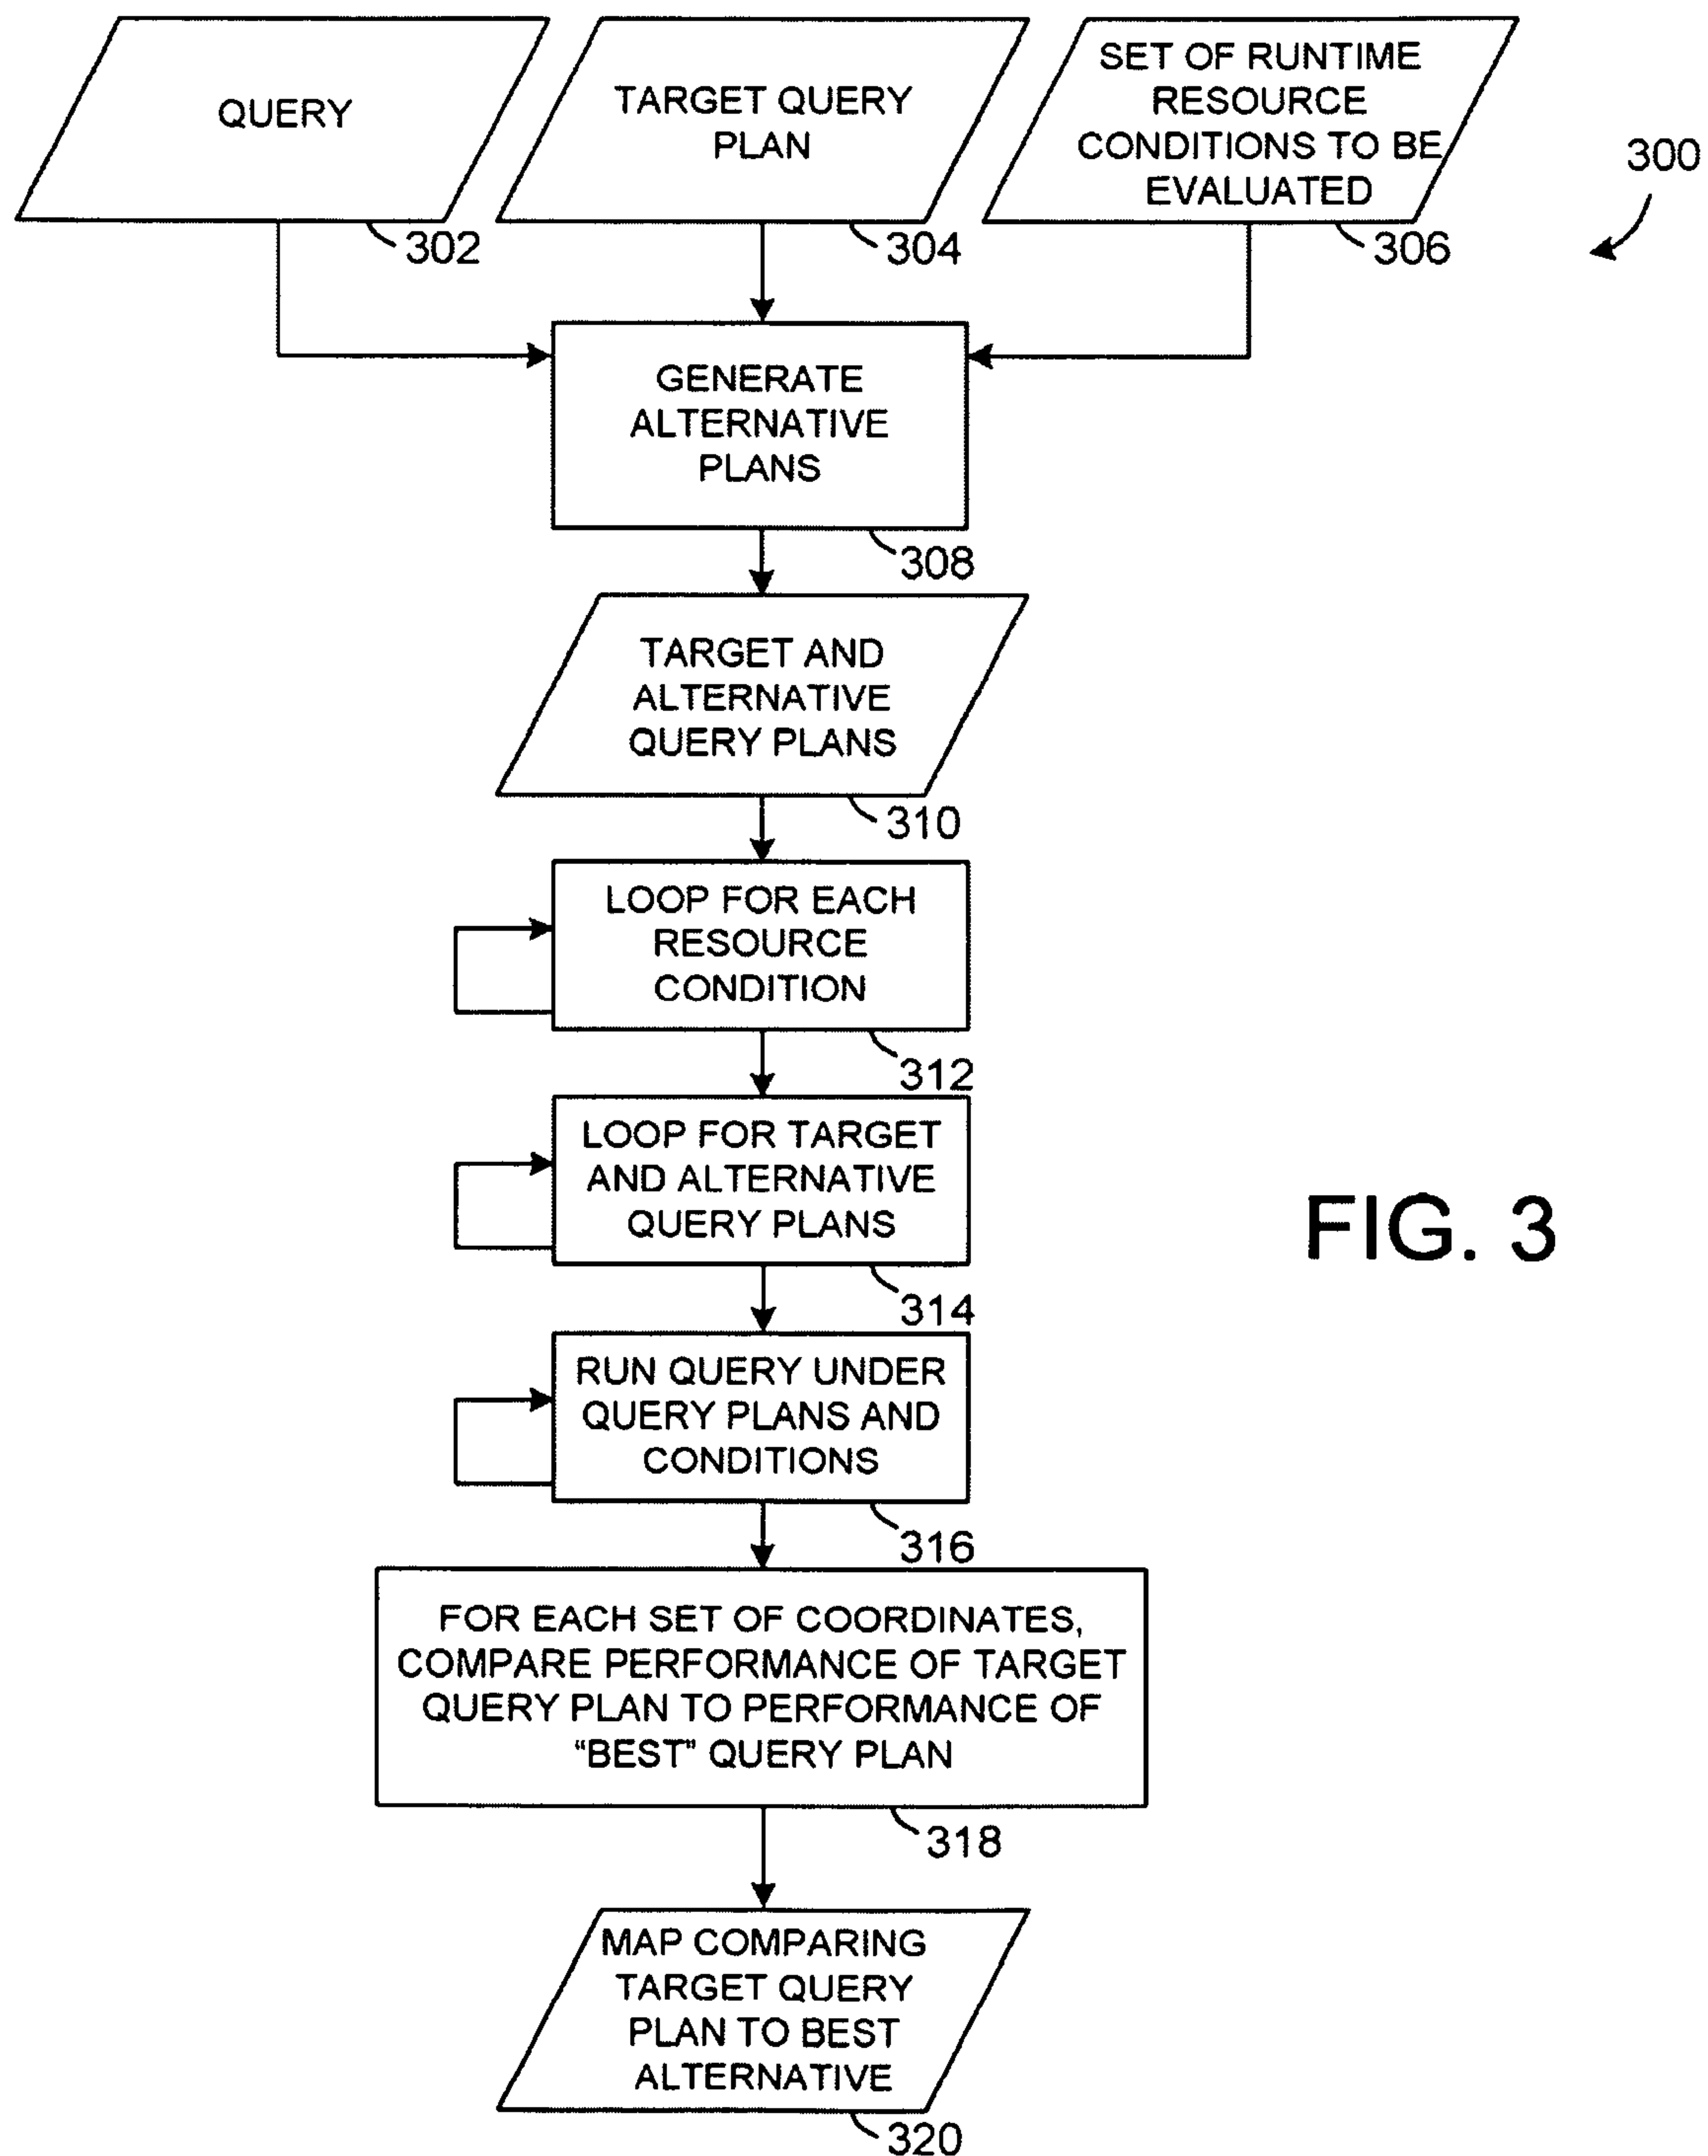 QUERY
302
TARGET QUERY
PLAN
304
SET OF RUNTIME
RESOURCE
CONDITIONS TO BE
EVALUATED
306
300
GENERATE
ALTERNATIVE
PLANS
308
TARGET AND
ALTERNATIVE
QUERY PLANS
310
LOOP FOR EACH
RESOURCE
CONDITION
312
LOOP FOR TARGET
AND ALTERNATIVE
QUERY PLANS
314
FIG. 3
RUN QUERY UNDER
QUERY PLANS AND
CONDITIONS
316
FOR EACH SET OF COORDINATES,
COMPARE PERFORMANCE OF TARGET
QUERY PLAN TO PERFORMANCE OF
“BEST” QUERY PLAN
318
MAP COMPARING
TARGET QUERY
PLAN TO BEST
ALTERNATIVE
320